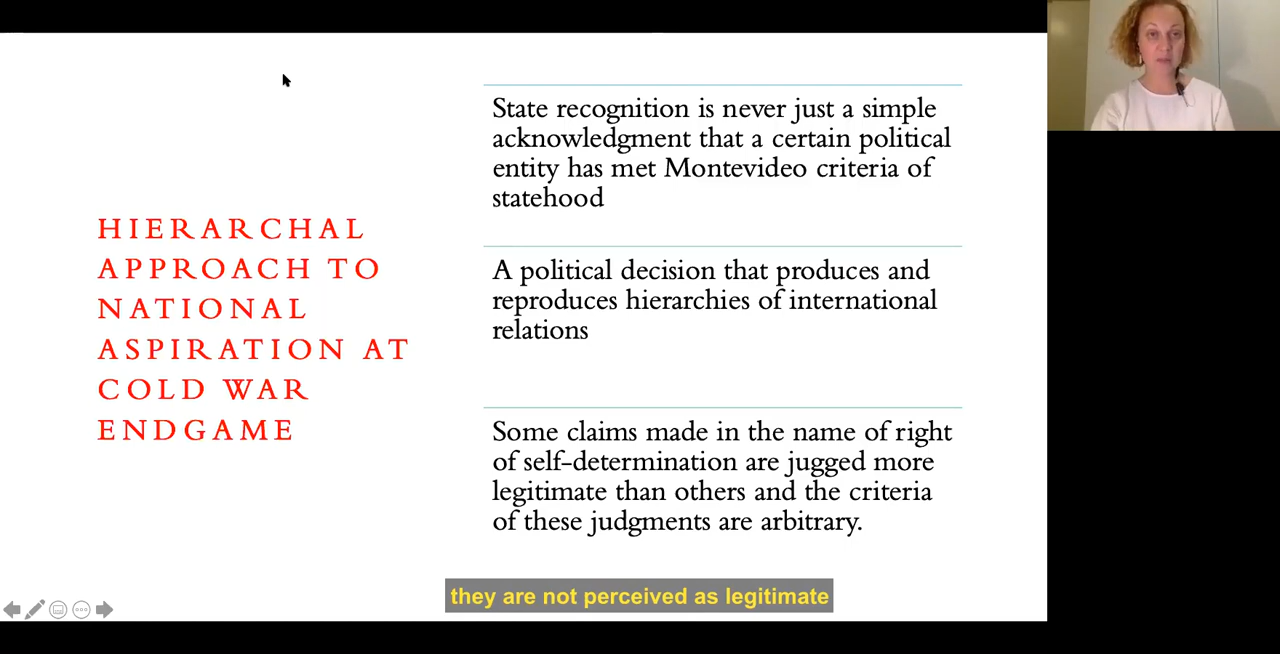 HIERARCHAL
APPROACH TO
NATIONAL
ASPIRATION AT
COLD WAR
ENDGAME
State recognition is never just a simple
acknowledgment that a certain political
entity has met Montevideo criteria of
statehood
A political decision that produces and
reproduces hierarchies of international
relations
Some claims made in the name of right
of self-determination are jugged more
legitimate than others and the criteria
of these judgments are arbitrary.
they are not perceived as legitimate